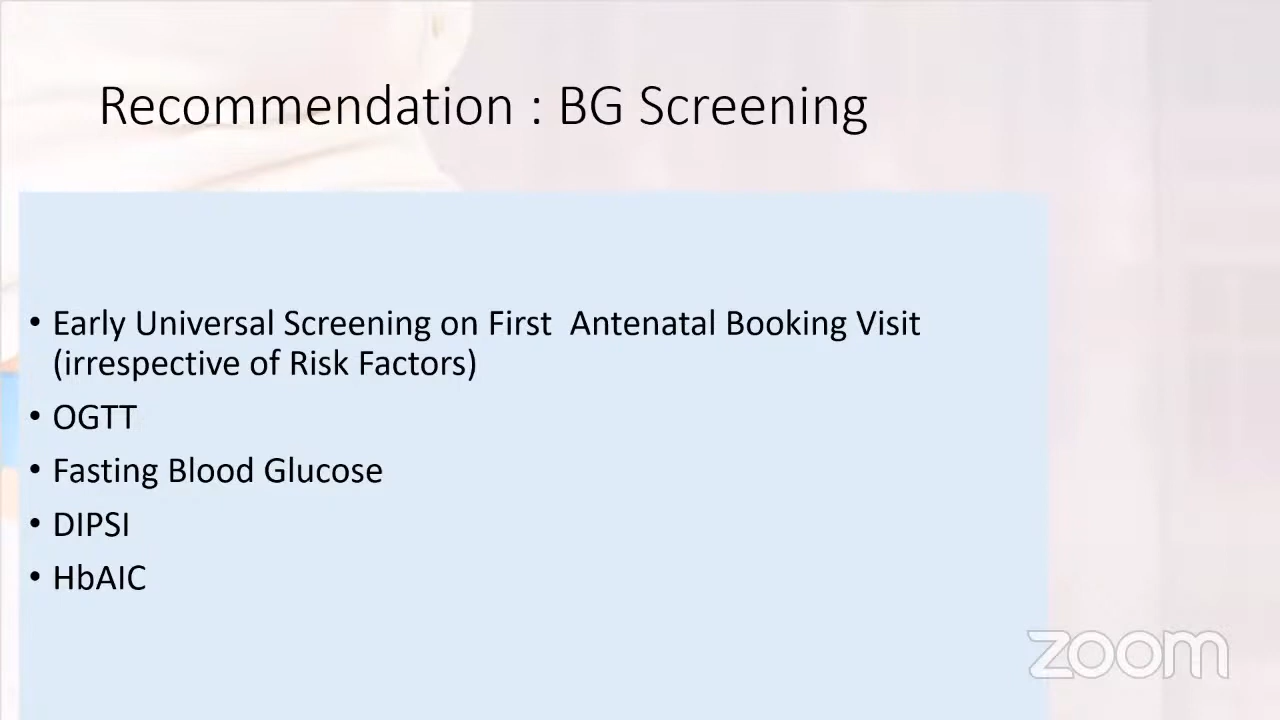 Recommendation : BG Screening
• Early Universal Screening on First  Antenatal Booking Visit
(irrespective of Risk Factors)
• OGTT
• Fasting Blood Glucose
• DIPSI
• HbAIC
zoom